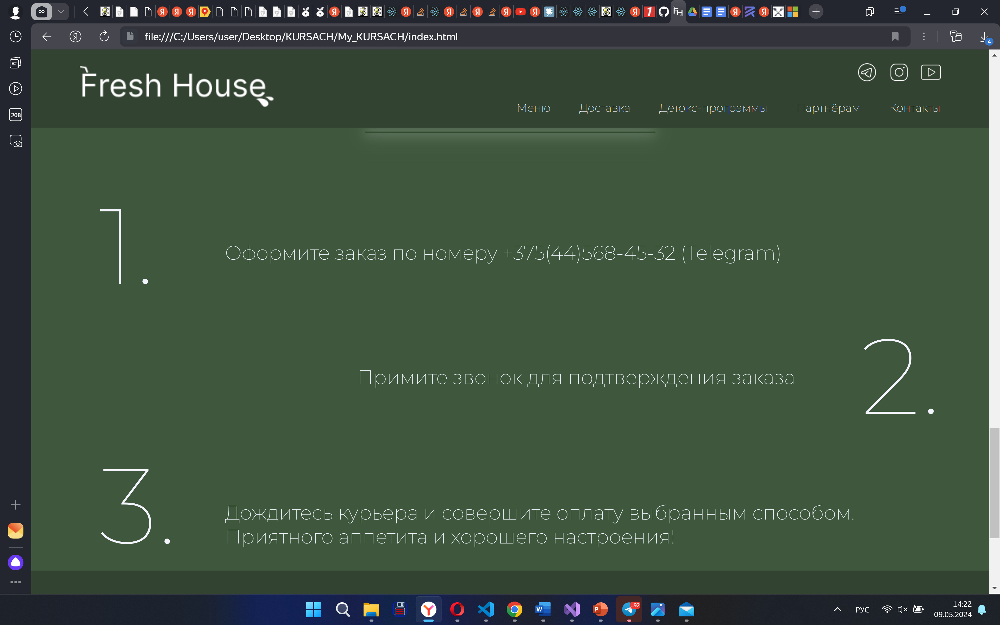 file:///C:/Users/user/Desktop/KURSACH/My_KURSACH/index.html
4
208
Fresh House
Меню Доставка Детокс-программы Партнёрам Контакты
1.
Оформите заказ по номеру +375(44)568-45-32 (Telegram)
Примите звонок для подтверждения заказа
2.
3.
Дождитесь курьера и совершите оплату выбранным способом.
Приятного аппетита и хорошего настроения!
..92
РУС
14:22
09.05.2024